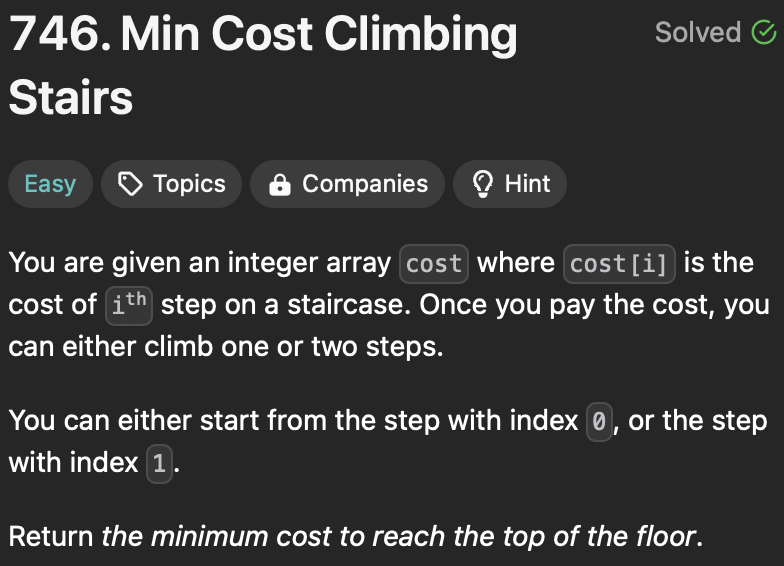 746. Min Cost Climbing
Solved
Stairs
Easy Topics Companies Hint
You are given an integer array cost where cost[i] is the
cost of ith step on a staircase. Once you pay the cost, you
can either climb one or two steps.
You can either start from the step with index 0, or the step
with index 1.
Return the minimum cost to reach the top of the floor.